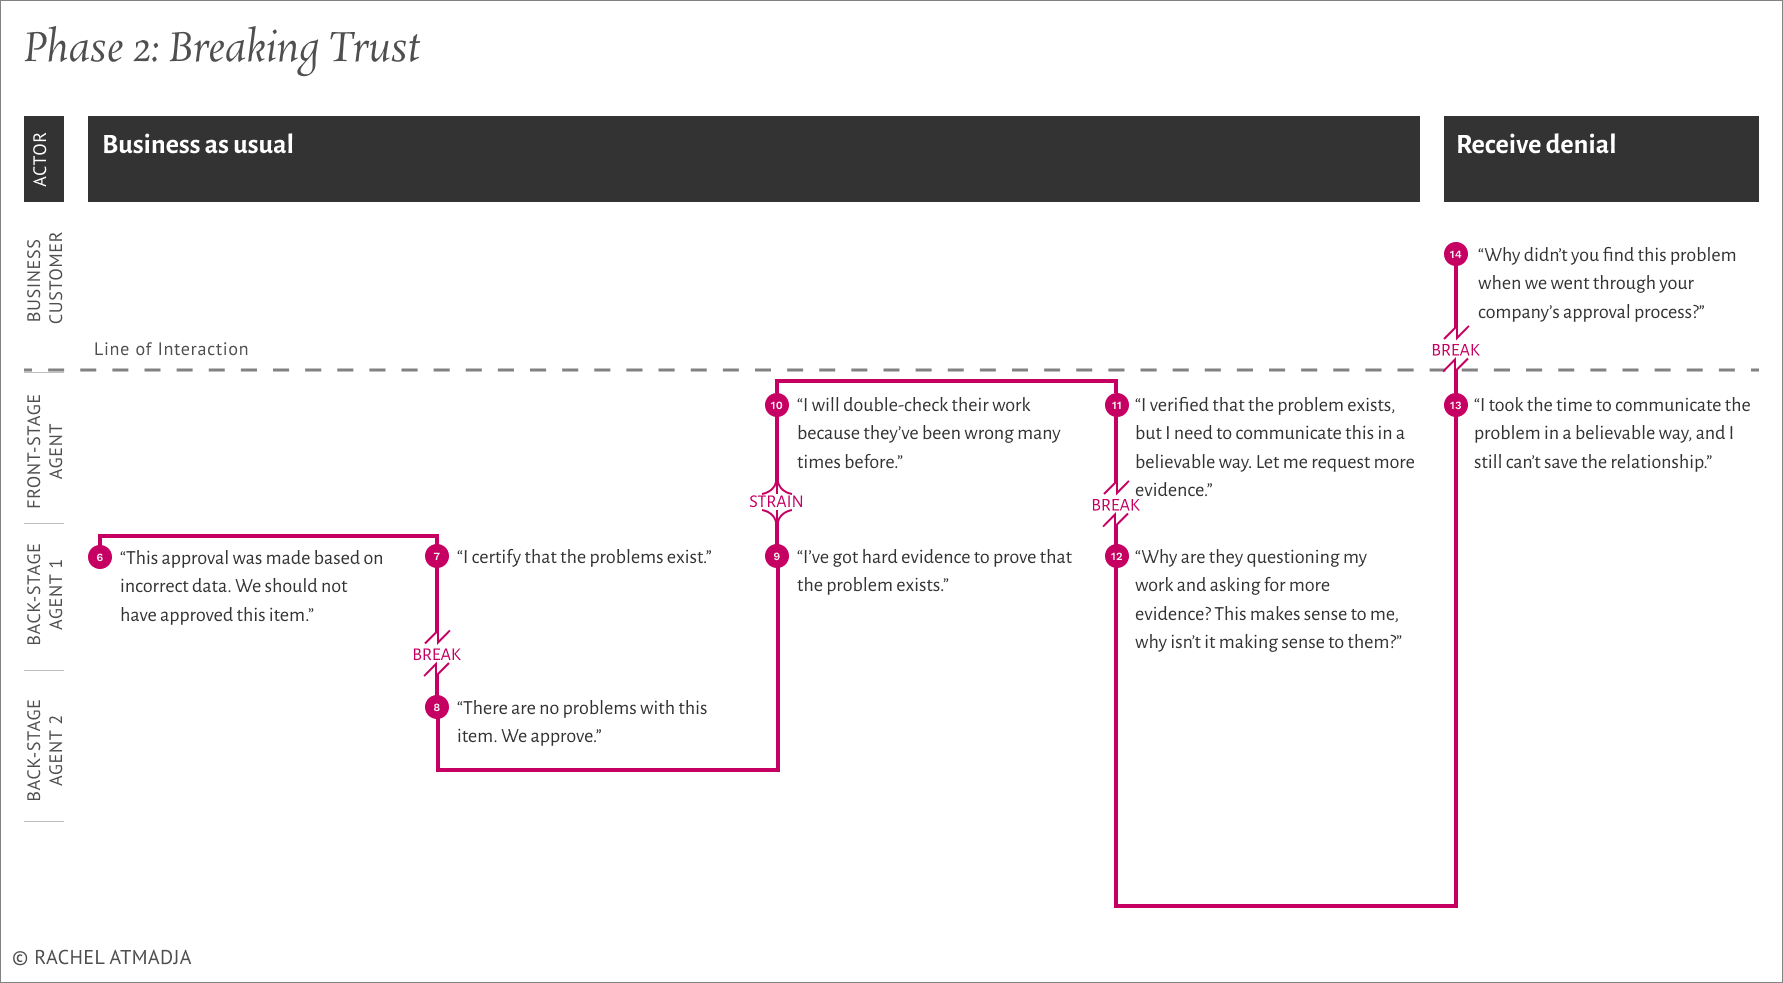 Phase 2: Breaking Trust
ACTOR
Business as usual
Receive denial
BUSINESS
CUSTOMER
14
“Why didn’t you find this problem
when we went through your
company’s approval process?”
BREAK
Line of Interaction
FRONT-STAGE
AGENT
10
“I will double-check their work
because they’ve been wrong many
times before.”
STRAIN
11
“I verified that the problem exists,
but I need to communicate this in a
believable way. Let me request more
evidence.”
BREAK
13
“I took the time to communicate the
problem in a believable way, and I
still can’t save the relationship.”
BACK-STAGE
AGENT 1
6
“This approval was made based on
incorrect data. We should not
have approved this item.”
7
“I certify that the problems exist.”
BREAK
9
“I’ve got hard evidence to prove that
the problem exists.”
12
“Why are they questioning my
work and asking for more
evidence? This makes sense to me,
why isn’t it making sense to them?”
BACK-STAGE
AGENT 2
8
“There are no problems with this
item. We approve.”
© RACHEL ATMADJA